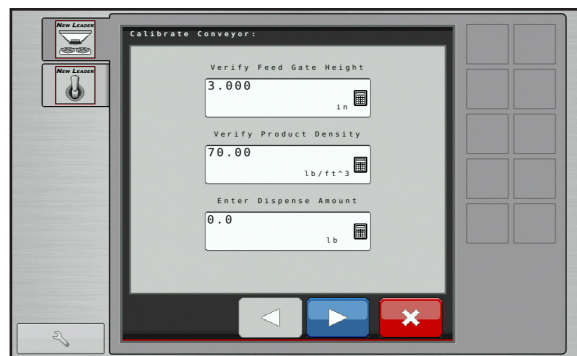 New Leader
Calibrate Conveyor:
New Leader
Verify Feed Gate Height
3.000
in
Verify Product Density
70.00
lb/ft^3
Enter Dispense Amount
0.0
lb